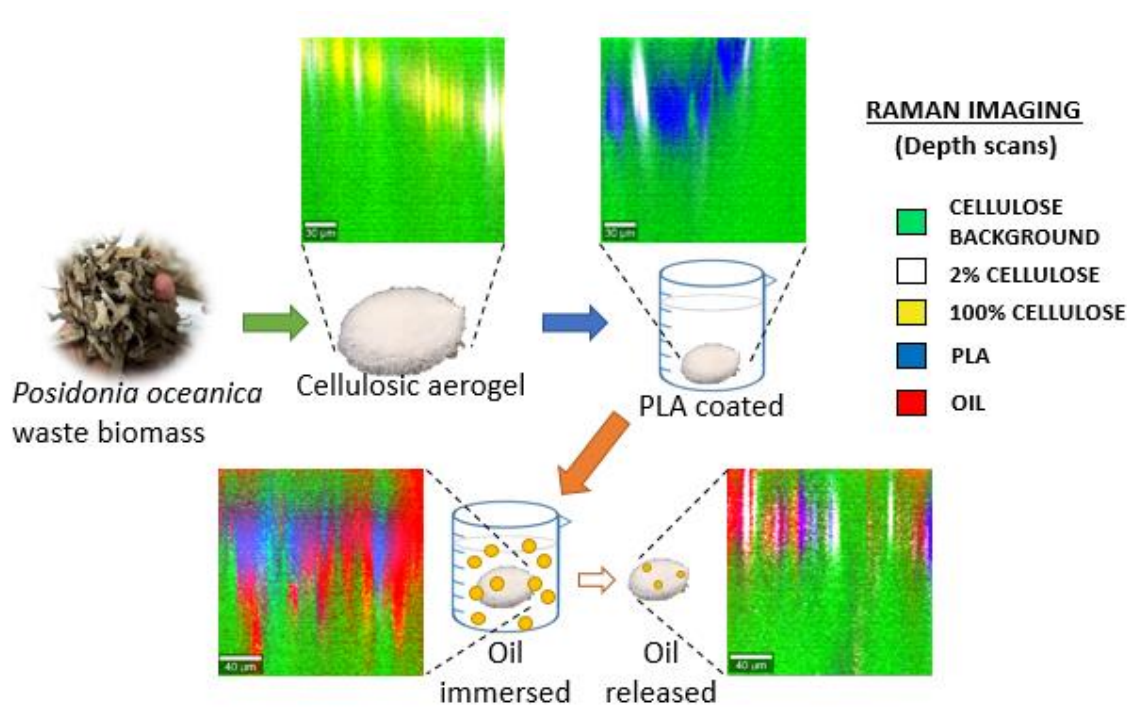 30 µm
30 µm
RAMAN IMAGING
(Depth scans)
CELLULOSE
BACKGROUND
2% CELLULOSE
100% CELLULOSE
PLA
OIL
Posidonia oceanica
waste biomass
Cellulosic aerogel
PLA coated
40 µm
Oil
immersed
Oil
released
40 µm